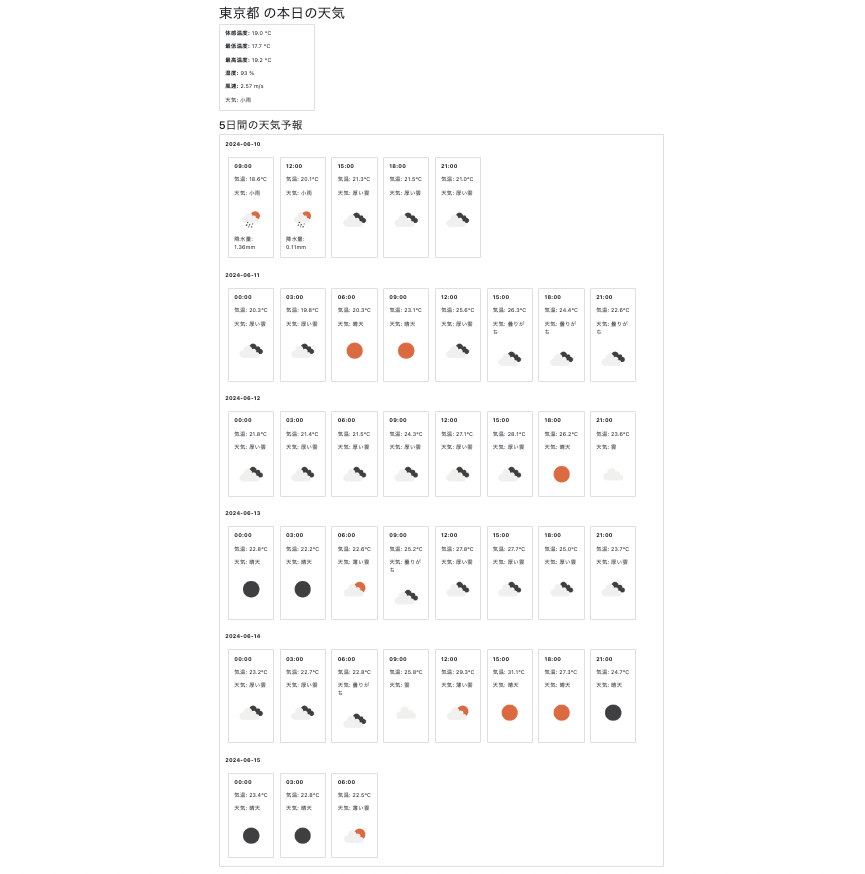 東京都 の本日の天気
体感温度: 19.0 °C
最低温度: 17.7 °C
最高温度: 19.2 °C
湿度: 93 %
風速: 2.57 m/s
天気: 小雨
5日間の天気予報
2024-06-10
09:00 12:00 15:00 18:00 21:00
気温: 18.6°C 気温: 20.1°C 気温: 21.3°C 気温: 21.5°C 気温: 21.0°C
天気: 小雨 天気: 小雨 天気: 厚い雲 天気: 厚い雲 天気: 厚い雲
降水量: 降水量:
1.36mm 0.11mm
2024-06-11
00:00 03:00 06:00 09:00 12:00 15:00 18:00 21:00
気温: 20.3°C 気温: 19.8°C 気温: 20.3°C 気温: 23.1°C 気温: 25.6°C 気温: 26.3°C 気温: 24.4°C 気温: 22.6°C
天気: 厚い雲 天気: 厚い雲 天気: 晴天 天気: 晴天 天気: 厚い雲 天気: 曇りが 天気: 曇りが 天気: 曇りが
ち ち ち
2024-06-12
00:00 03:00 06:00 09:00 12:00 15:00 18:00 21:00
気温: 21.8°C 気温: 21.4°C 気温: 21.5°C 気温: 24.3°C 気温: 27.1°C 気温: 28.1°C 気温: 26.2°C 気温: 23.6°C
天気: 厚い雲 天気: 厚い雲 天気: 厚い雲 天気: 厚い雲 天気: 厚い雲 天気: 厚い雲 天気: 晴天 天気: 雲
2024-06-13
00:00 03:00 06:00 09:00 12:00 15:00 18:00 21:00
気温: 22.8°C 気温: 22.2°C 気温: 22.6°C 気温: 25.2°C 気温: 27.8°C 気温: 27.7°C 気温: 25.0°C 気温: 23.7°C
天気: 晴天 天気: 晴天 天気: 薄い雲 天気: 曇りが 天気: 厚い雲 天気: 厚い雲 天気: 厚い雲 天気: 厚い雲
ち
2024-06-14
00:00 03:00 06:00 09:00 12:00 15:00 18:00 21:00
気温: 23.2°C 気温: 22.7°C 気温: 22.8°C 気温: 25.8°C 気温: 29.3°C 気温: 31.1°C 気温: 27.3°C 気温: 24.7°C
天気: 厚い雲 天気: 厚い雲 天気: 曇りが 天気: 雲 天気: 薄い雲 天気: 晴天 天気: 晴天 天気: 晴天
ち
2024-06-15
00:00 03:00 06:00
気温: 23.4°C 気温: 22.8°C 気温: 22.5°C
天気: 晴天 天気: 晴天 天気: 薄い雲